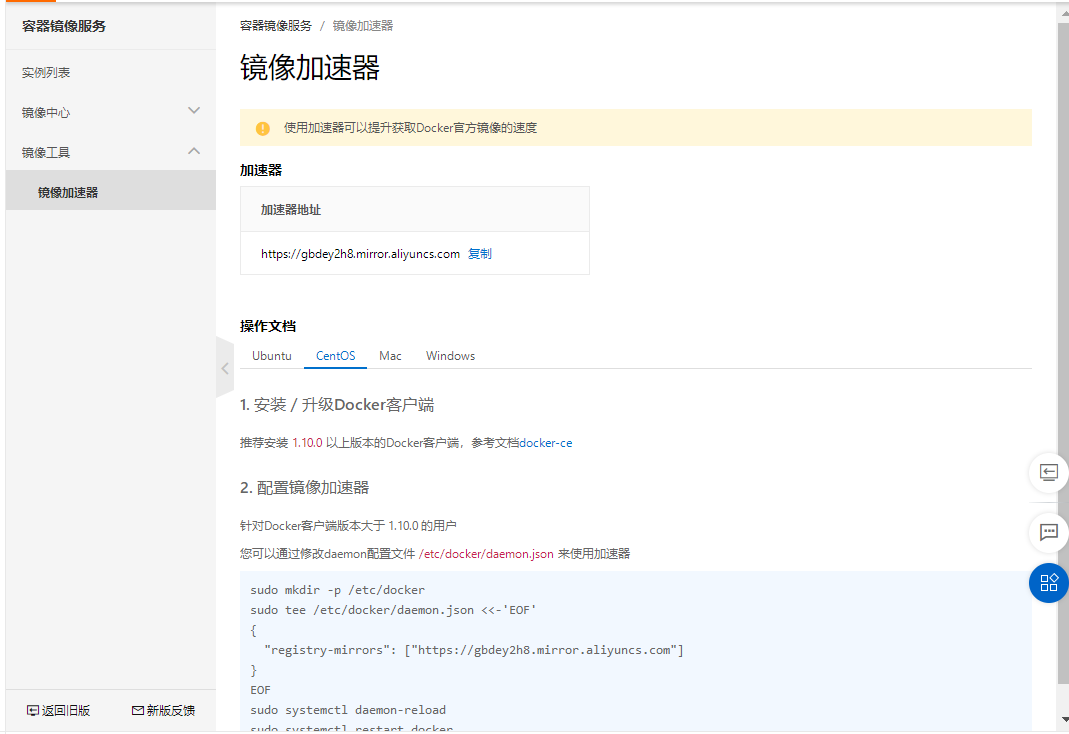 容器镜像服务
实例列表
镜像中心
镜像工具
镜像加速器
返回旧版
新版反馈
容器镜像服务 / 镜像加速器
镜像加速器
使用加速器可以提升获取Docker官方镜像的速度
加速器
加速器地址
https://gbdey2h8.mirror.aliyuncs.com 复制
操作文档
Ubuntu CentOS Mac Windows
1. 安装 / 升级Docker客户端
推荐安装 1.10.0 以上版本的Docker客户端，参考文档docker-ce
2. 配置镜像加速器
针对Docker客户端版本大于 1.10.0 的用户
您可以通过修改daemon配置文件 /etc/docker/daemon.json 来使用加速器
sudo mkdir -p /etc/docker
sudo tee /etc/docker/daemon.json <<-'EOF'
{
"registry-mirrors": ["https://gbdey2h8.mirror.aliyuncs.com"]
}
EOF
sudo systemctl daemon-reload
sudo systemctl restart docker